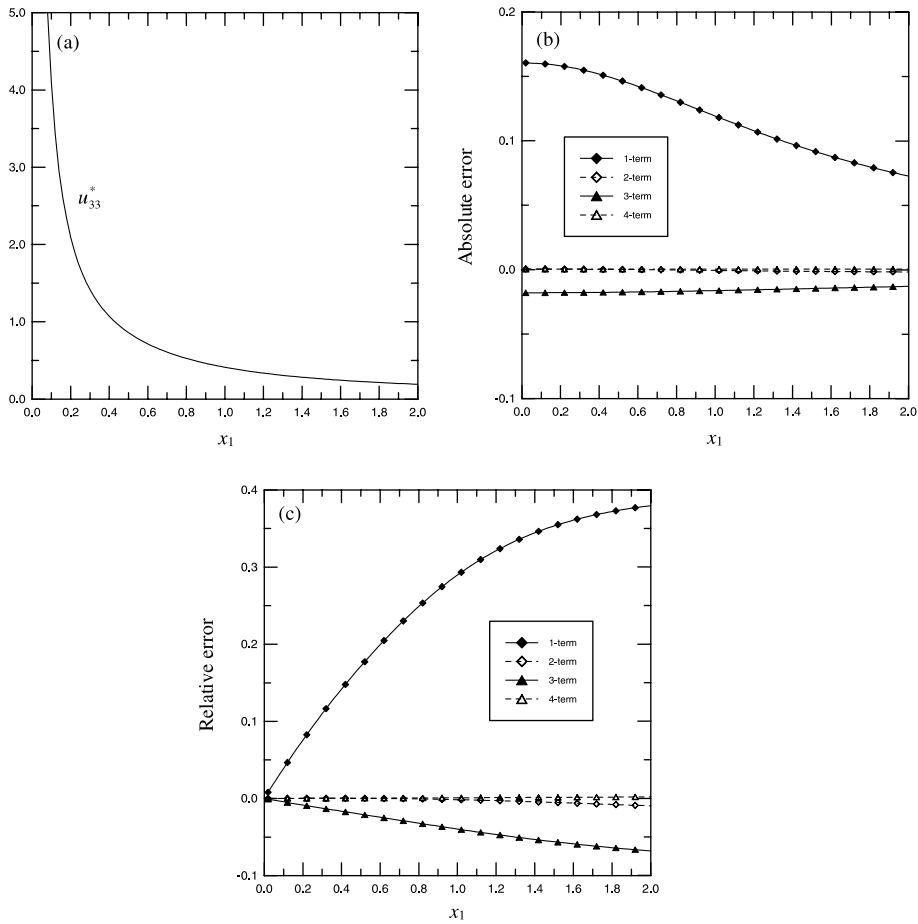 (a)
5.0
4.0
3.0
2.0
1.0
0.0
u*33
0.0 0.2 0.4 0.6 0.8 1.0 1.2 1.4 1.6 1.8 2.0
x1
(b)
Absolute error
0.2
0.1
0.0
-0.1
1-term
2-term
3-term
4-term
0.0 0.2 0.4 0.6 0.8 1.0 1.2 1.4 1.6 1.8 2.0
x1
(c)
Relative error
0.4
0.3
0.2
0.1
0.0
-0.1
1-term
2-term
3-term
4-term
0.0 0.2 0.4 0.6 0.8 1.0 1.2 1.4 1.6 1.8 2.0
x1